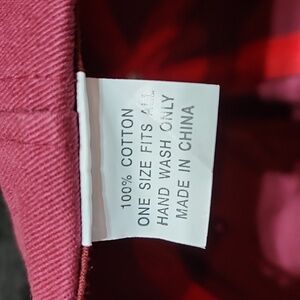 100% COTTON
ONE SIZE FITS ALL
HAND WASH ONLY
MADE IN CHINA